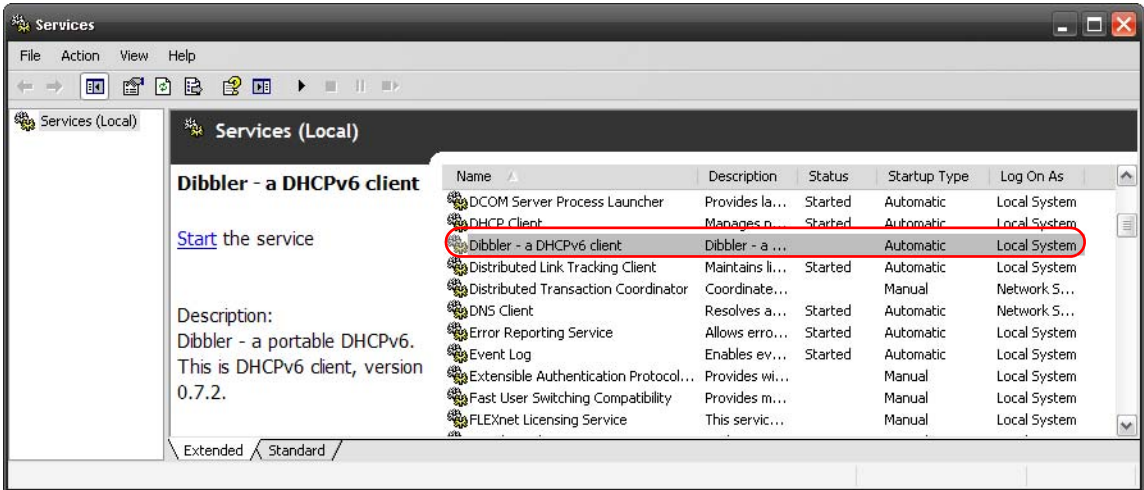 Services
File Action View Help
Services (Local)
Services (Local)
Dibbler - a DHCPv6 client
Start the service
Description:
Dibbler - a portable DHCPv6.
This is DHCPv6 client, version
0.7.2.
Name Description Status Startup Type Log On As
DCOM Server Process Launcher Provides la... Started Automatic Local System
DHCP Client Manages n... Started Automatic Local System
Dibbler - a DHCPv6 client Dibbler - a ... Automatic Local System
Distributed Link Tracking Client Maintains li... Started Automatic Local System
Distributed Transaction Coordinator Coordinate... Manual Network S...
DNS Client Resolves a... Started Automatic Network S...
Error Reporting Service Allows erro... Started Automatic Local System
Event Log Enables ev... Started Automatic Local System
Extensible Authentication Protocol... Provides wi... Manual Local System
Fast User Switching Compatibility Provides m... Manual Local System
FLEXnet Licensing Service This servic... Manual Local System
Extended Standard